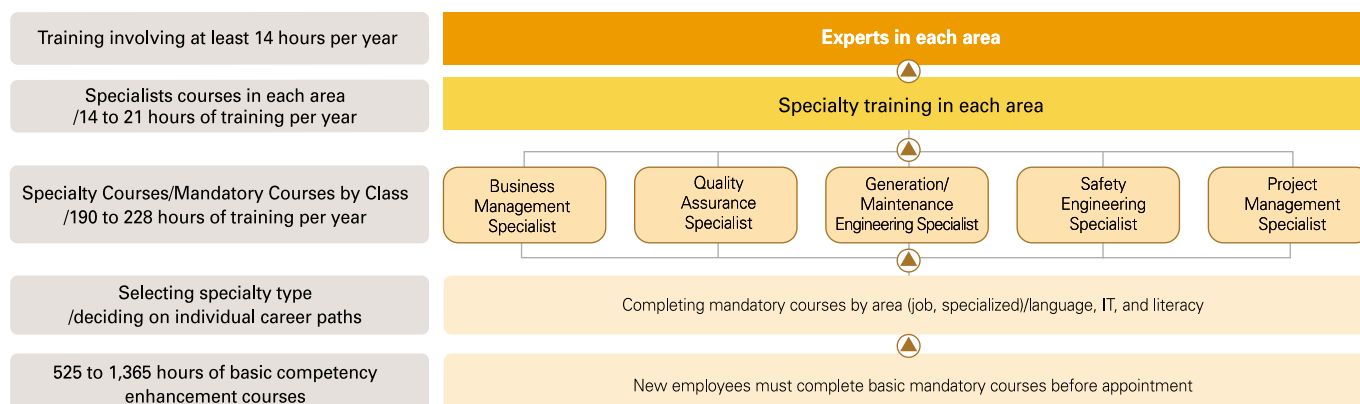 Training involving at least 14 hours per year
Experts in each area
Specialists courses in each area
/14 to 21 hours of training per year
Specialty training in each area
Specialty Courses/Mandatory Courses by Class
/190 to 228 hours of training per year
Business
Management
Specialist
Quality
Assurance
Specialist
Generation/
Maintenance
Engineering Specialist
Safety
Engineering
Specialist
Project
Management
Specialist
Selecting specialty type
/deciding on individual career paths
Completing mandatory courses by area (job, specialized)/language, IT, and literacy
525 to 1,365 hours of basic competency
enhancement courses
New employees must complete basic mandatory courses before appointment